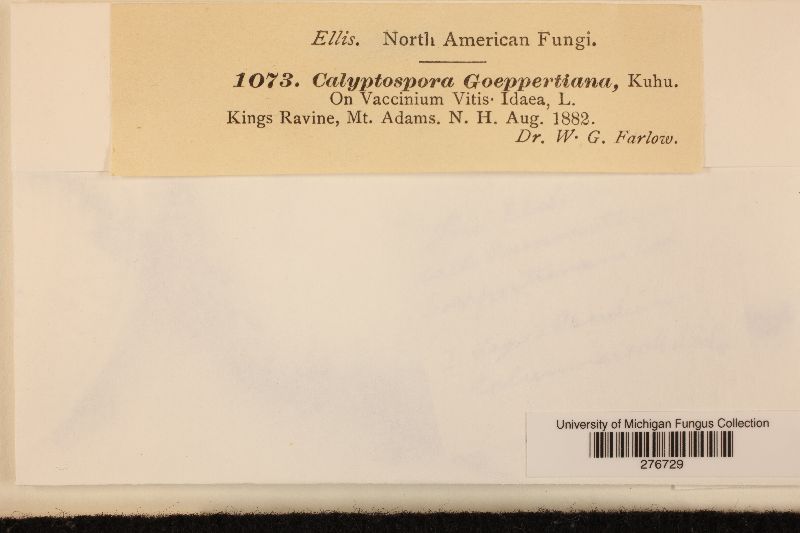 Ellis. North American Fungi.
1073. Calyptospora Goeppertiana, Kuhu.
On Vaccinium Vitis· Idaea, L.
Kings Ravine, Mt. Adams. N. H. Aug. 1882.
Dr. W· G. Farlow.
University of Michigan Fungus Collection
276729